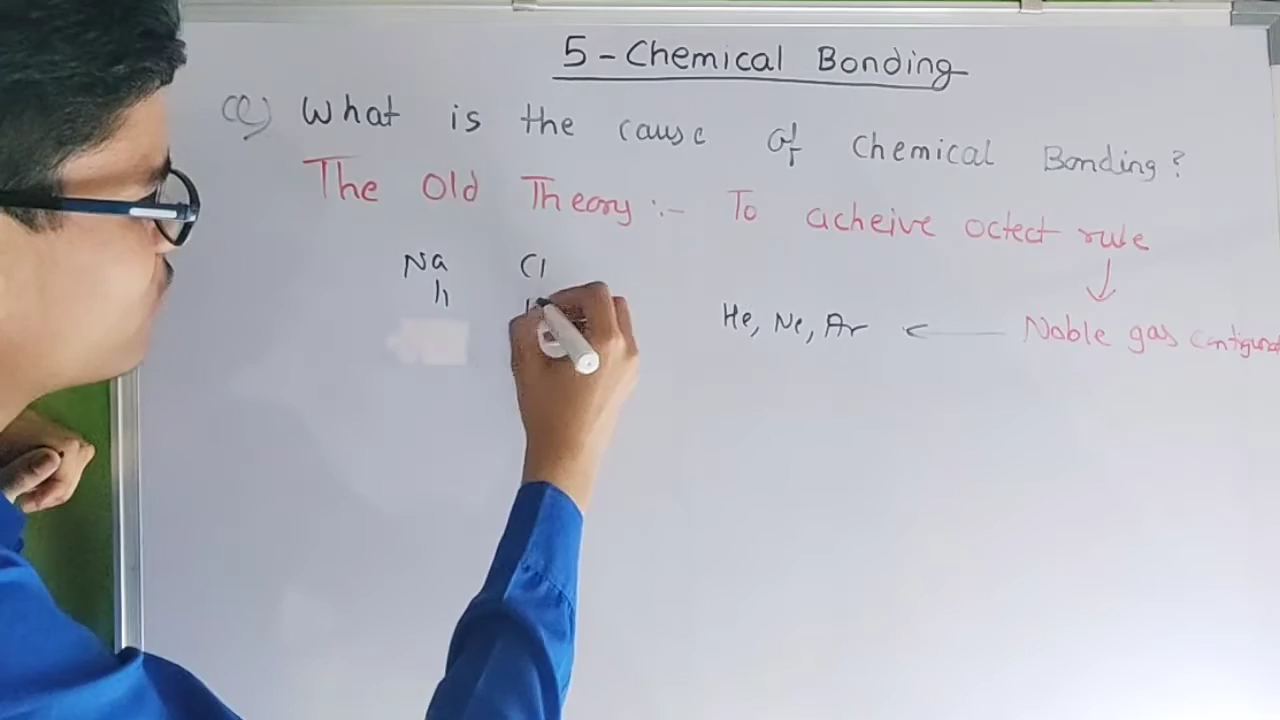 5 - Chemical Bonding
Q) What is the cause of Chemical Bonding?
The Old Theory :- To acheive octect rule
Na Cl
11
He, Ne, Ar ← Noble gas